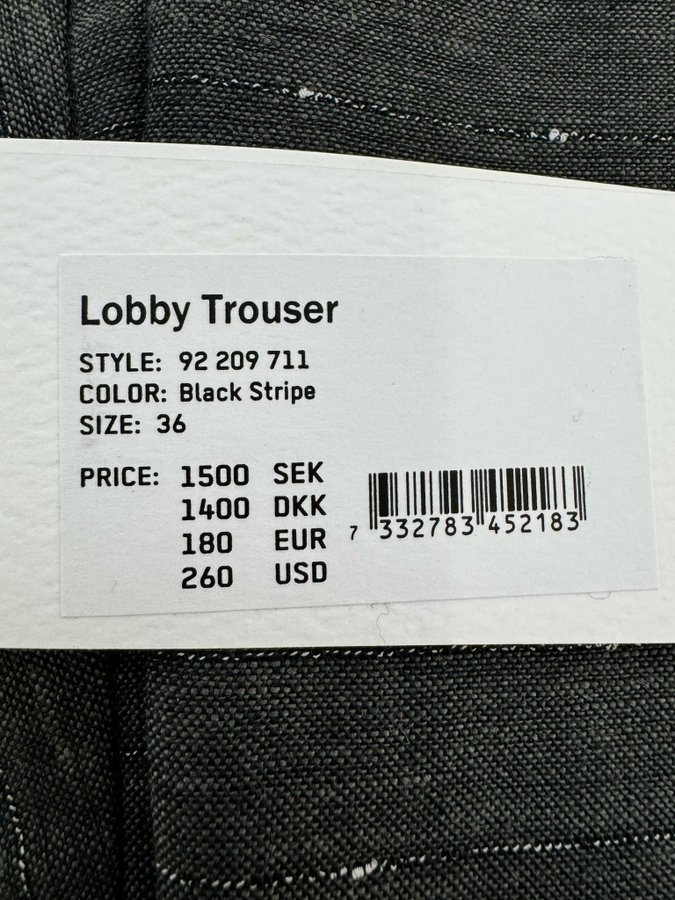 Lobby Trouser
STYLE: 92 209 711
COLOR: Black Stripe
SIZE: 36
PRICE: 1500 SEK
1400 DKK
180 EUR
260 USD
7 332783 452183